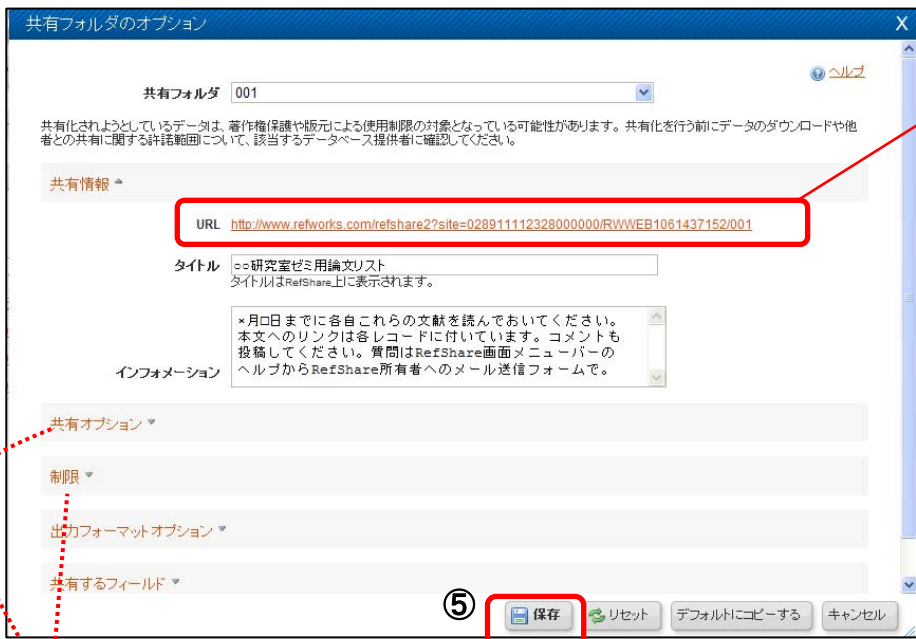 共有フォルダのオプション X
ヘルプ
共有フォルダ 001
共有化されようとしているデータは、著作権保護や版元による使用制限の対象となっている可能性があります。共有化を行う前にデータのダウンロードや他
者との共有に関する許諾範囲について、該当するデータベース提供者に確認してください。
共有情報
URL http://www.refworks.com/refshare2?site=028911112328000000/RWWEB1061437152/001
タイトル ○○研究室ゼミ用論文リスト
タイトルはRefShare上に表示されます。
×月□日までに各自これらの文献を読んでおいてください。
本文へのリンクは各レコードに付いています。コメントも
投稿してください。質問はRefShare画面メニューバーの
インフォメーション ヘルプからRefShare所有者へのメール送信フォームで。
共有オプション
制限
出力フォーマットオプション
共有するフィールド
⑤ 保存 リセット デフォルトにコピーする キャンセル